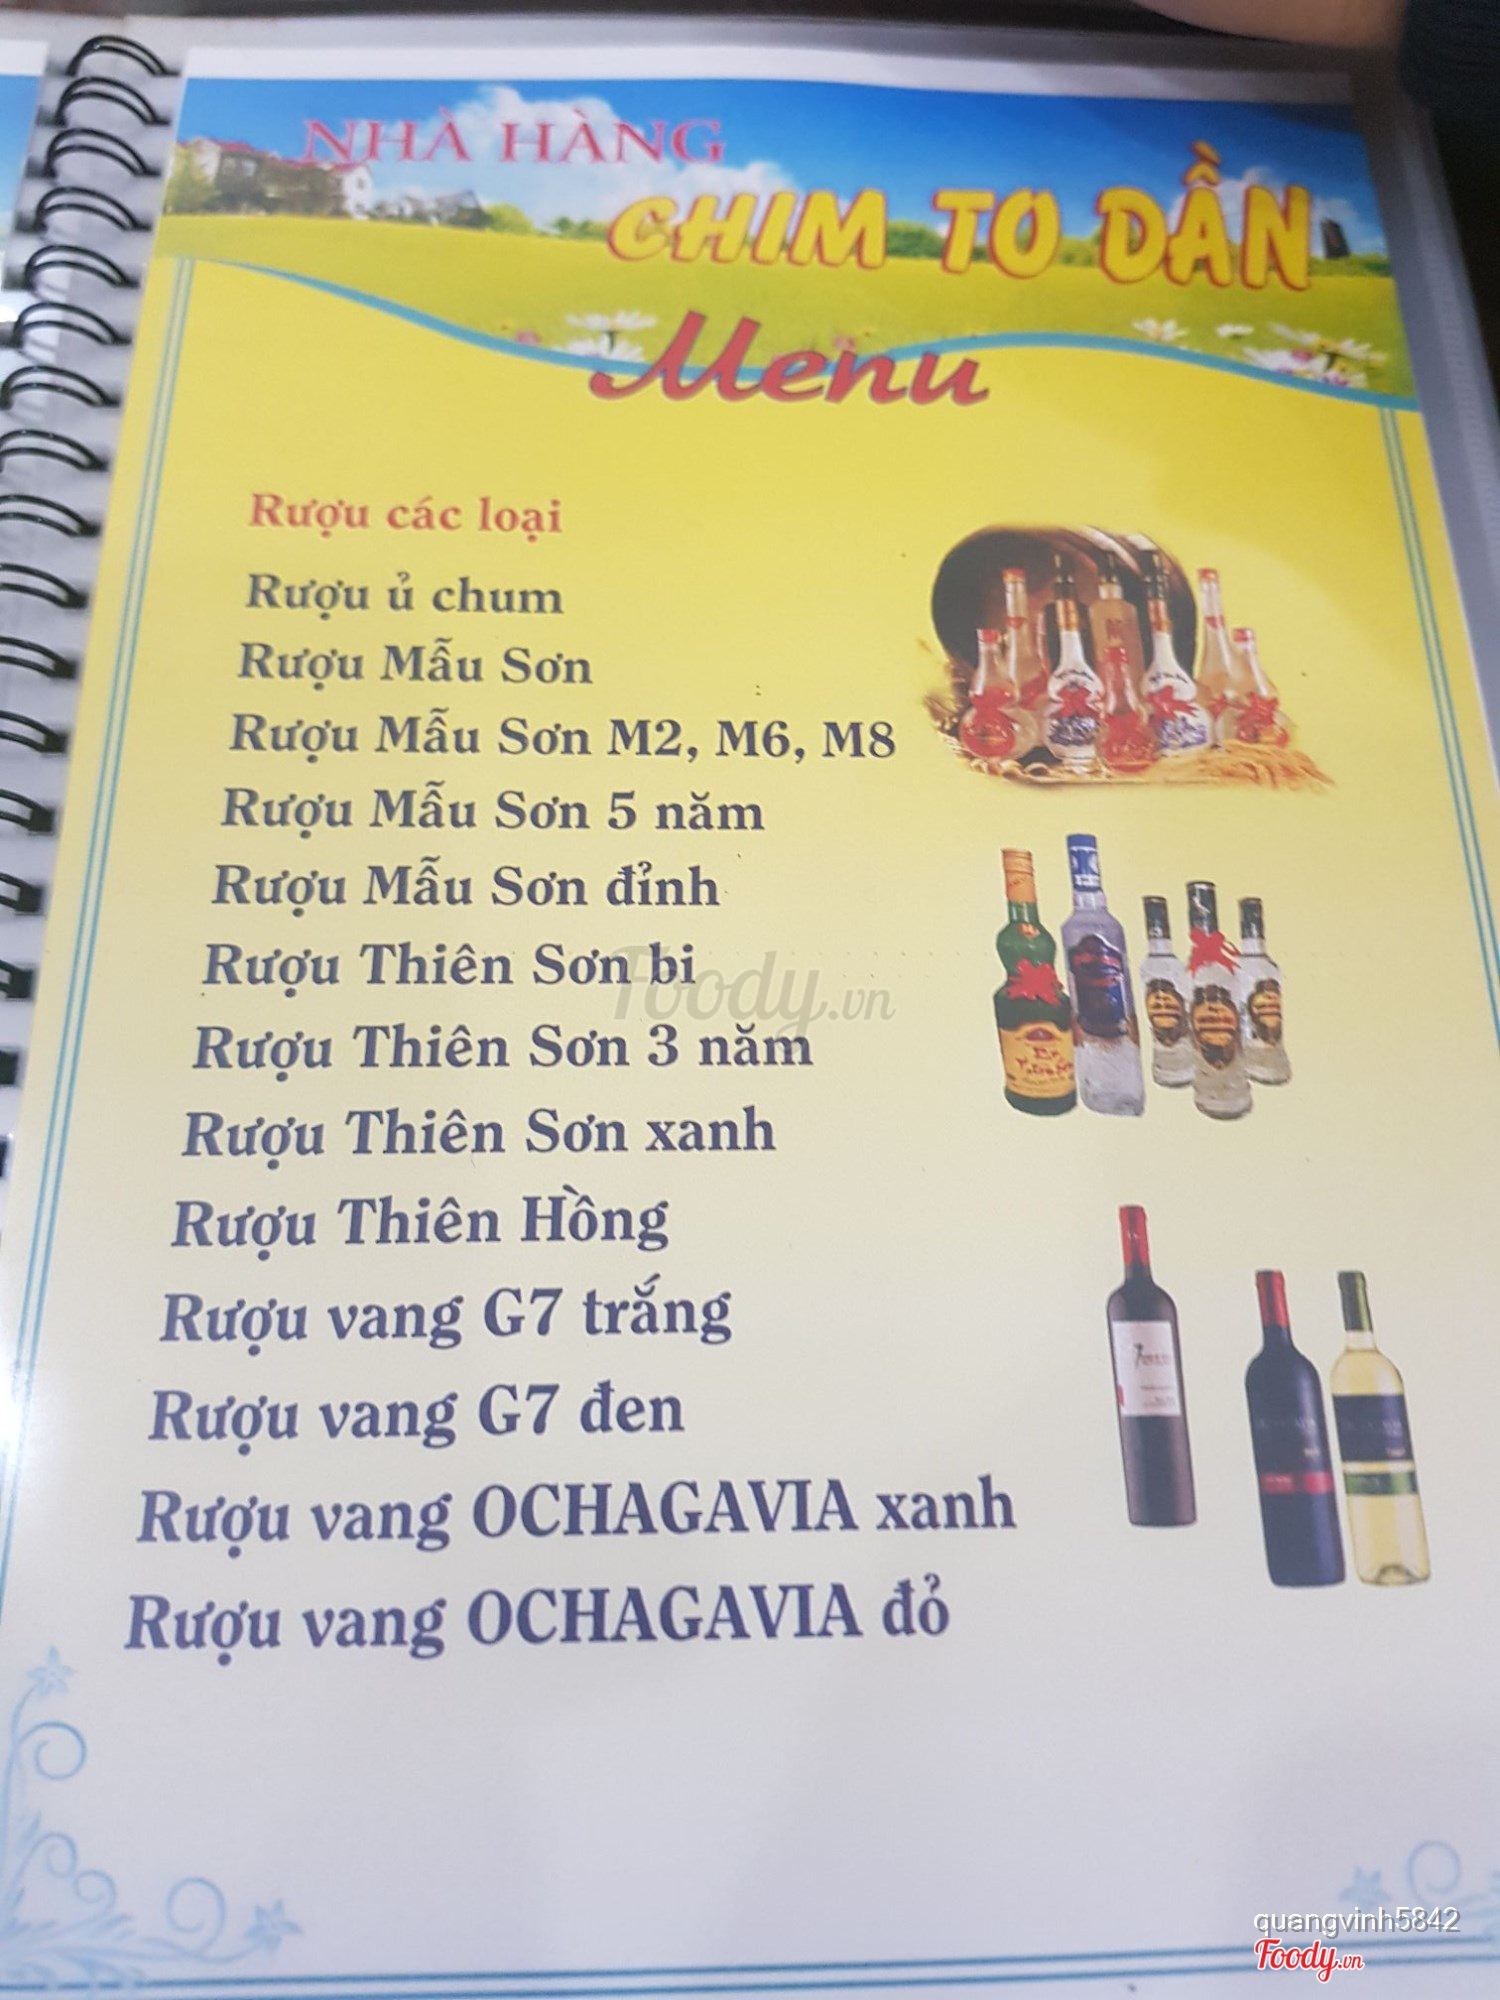 NHÀ HÀNG
CHIM TO DẦN
Menu
Rượu các loại
Rượu ủ chum
Rượu Mẫu Sơn
Rượu Mẫu Sơn M2, M6, M8
Rượu Mẫu Sơn 5 năm
Rượu Mẫu Sơn đỉnh
Rượu Thiên Sơn bi
Rượu Thiên Sơn 3 năm
Rượu Thiên Sơn xanh
Rượu Thiên Hồng
Rượu vang G7 trắng
Rượu vang G7 đen
Rượu vang OCHAGAVIA xanh
Rượu vang OCHAGAVIA đỏ
Foody.vn
quangvinh5842
Foody.vn